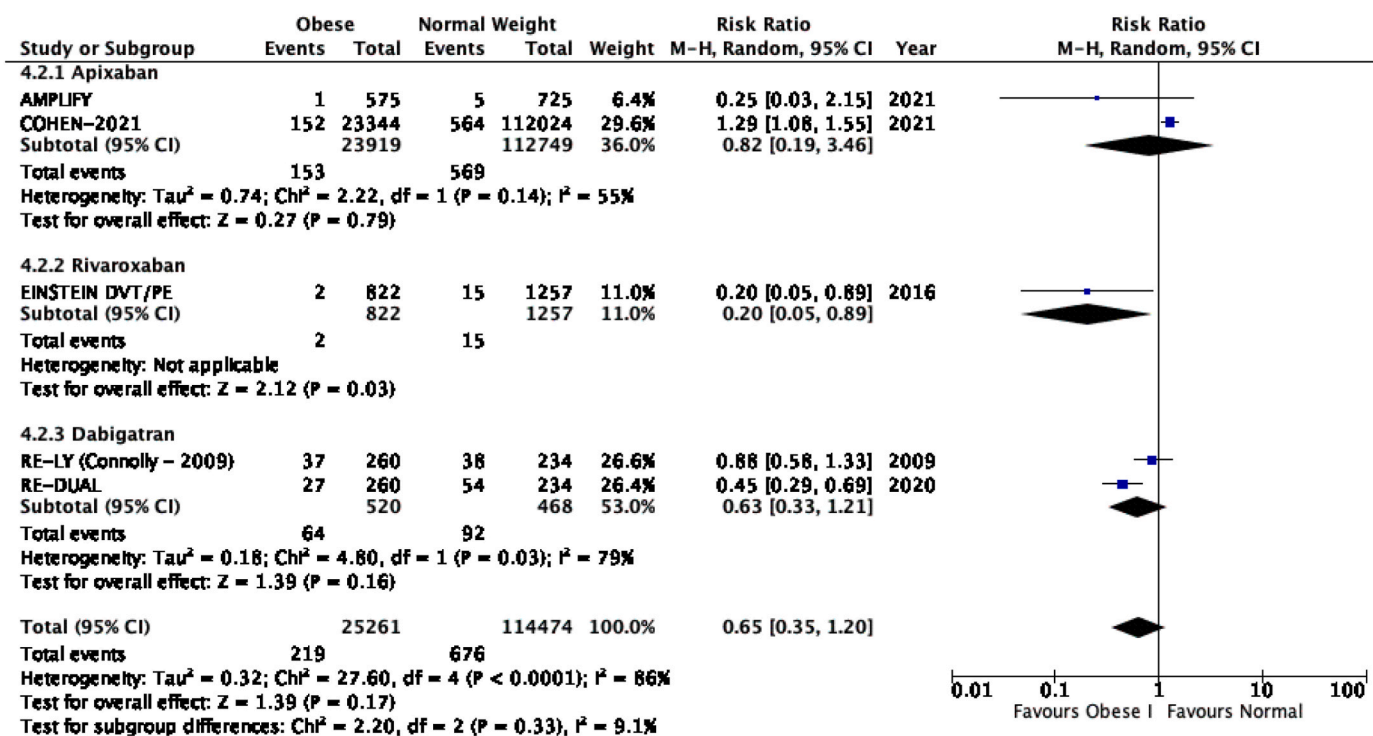 Obese Normal Weight Risk Ratio Risk Ratio
Study or Subgroup Events Total Events Total Weight M-H, Random, 95% CI Year M-H, Random, 95% CI
4.2.1 Apixaban
AMPLIFY 1 575 5 725 6.4% 0.25 [0.03, 2.15] 2021
COHEN-2021 152 23344 564 112024 29.6% 1.29 [1.08, 1.55] 2021
Subtotal (95% CI) 23919 112749 36.0% 0.82 [0.19, 3.46]
Total events 153 569
Heterogeneity: Tau² = 0.74; Chi² = 2.22, df = 1 (P = 0.14); I² = 55%
Test for overall effect: Z = 0.27 (P = 0.79)
4.2.2 Rivaroxaban
EINSTEIN DVT/PE 2 822 15 1257 11.0% 0.20 [0.05, 0.89] 2016
Subtotal (95% CI) 822 1257 11.0% 0.20 [0.05, 0.89]
Total events 2 15
Heterogeneity: Not applicable
Test for overall effect: Z = 2.12 (P = 0.03)
4.2.3 Dabigatran
RE-LY (Connolly - 2009) 37 260 38 234 26.6% 0.88 [0.58, 1.33] 2009
RE-DUAL 27 260 54 234 26.4% 0.45 [0.29, 0.69] 2020
Subtotal (95% CI) 520 468 53.0% 0.63 [0.33, 1.21]
Total events 64 92
Heterogeneity: Tau² = 0.18; Chi² = 4.80, df = 1 (P = 0.03); I² = 79%
Test for overall effect: Z = 1.39 (P = 0.16)
Total (95% CI) 25261 114474 100.0% 0.65 [0.35, 1.20]
Total events 219 676
Heterogeneity: Tau² = 0.32; Chi² = 27.60, df = 4 (P < 0.0001); I² = 86%
Test for overall effect: Z = 1.39 (P = 0.17)
Test for subgroup differences: Chi² = 2.20, df = 2 (P = 0.33), I² = 9.1%
0.01 0.1 1 10 100
Favours Obese I Favours Normal